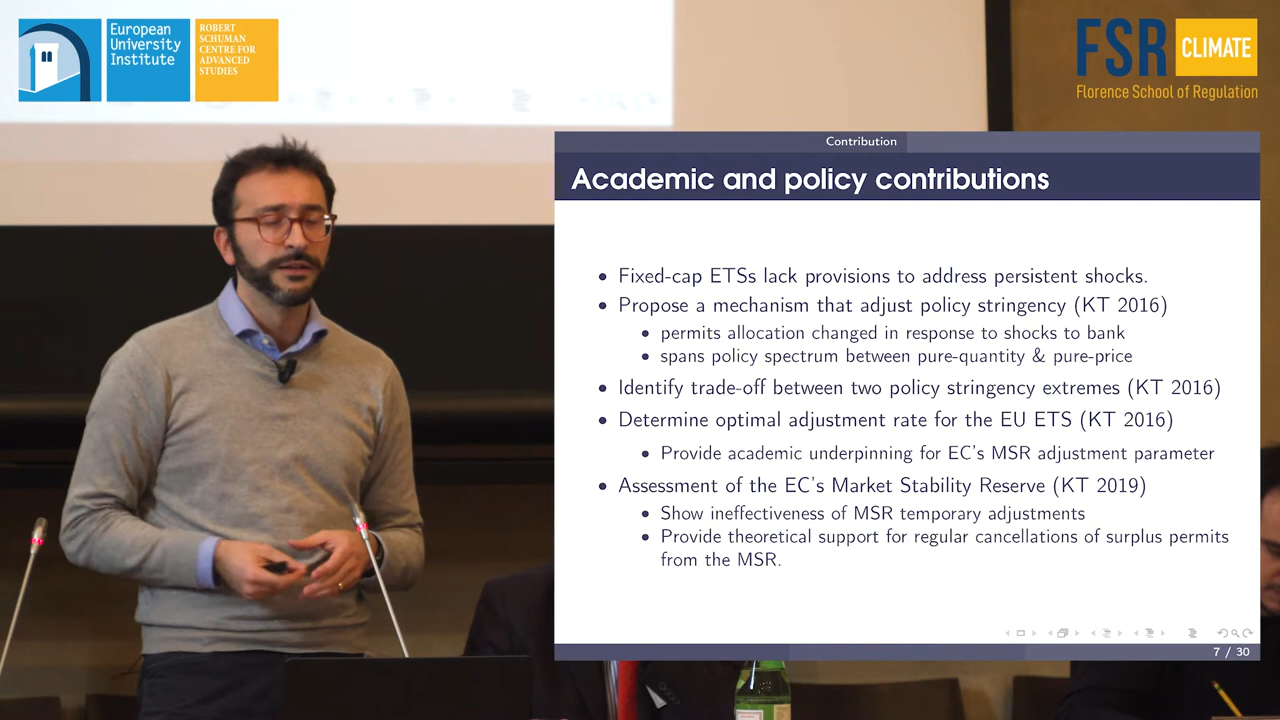 European
University
Institute
ROBERT
SCHUMAN
CENTRE FOR
ADVANCED
STUDIES
FSR CLIMATE
Florence School of Regulation
Contribution
Academic and policy contributions
• Fixed-cap ETSs lack provisions to address persistent shocks.
• Propose a mechanism that adjust policy stringency (KT 2016)
• permits allocation changed in response to shocks to bank
• spans policy spectrum between pure-quantity & pure-price
• Identify trade-off between two policy stringency extremes (KT 2016)
• Determine optimal adjustment rate for the EU ETS (KT 2016)
• Provide academic underpinning for EC's MSR adjustment parameter
• Assessment of the EC's Market Stability Reserve (KT 2019)
• Show ineffectiveness of MSR temporary adjustments
• Provide theoretical support for regular cancellations of surplus permits
from the MSR.
7 / 30